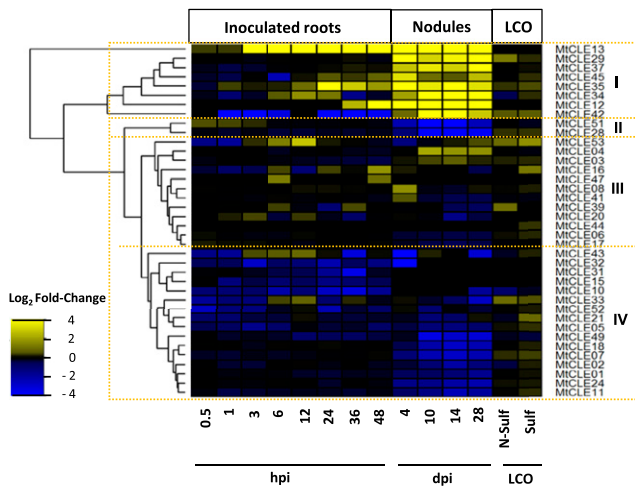 Inoculated roots Nodules LCO
MtCLE13
MtCLE29
MtCLE37
MtCLE45
MtCLE35
MtCLE34
MtCLE12
MtCLE42
I
MtCLE51
MtCLE28
II
MtCLE53
MtCLE04
MtCLE03
MtCLE16
MtCLE47
MtCLE08
MtCLE41
MtCLE39
MtCLE20
MtCLE44
MtCLE06
MtCLE17
III
MtCLE43
MtCLE32
MtCLE31
MtCLE15
MtCLE10
MtCLE33
MtCLE52
MtCLE21
MtCLE05
MtCLE49
MtCLE18
MtCLE07
MtCLE02
MtCLE01
MtCLE24
MtCLE11
IV
Log2 Fold-Change
4
2
0
- 2
- 4
0.5 1 3 6 12 24 36 48 4 10 14 28 N-Sulf Sulf
hpi dpi LCO